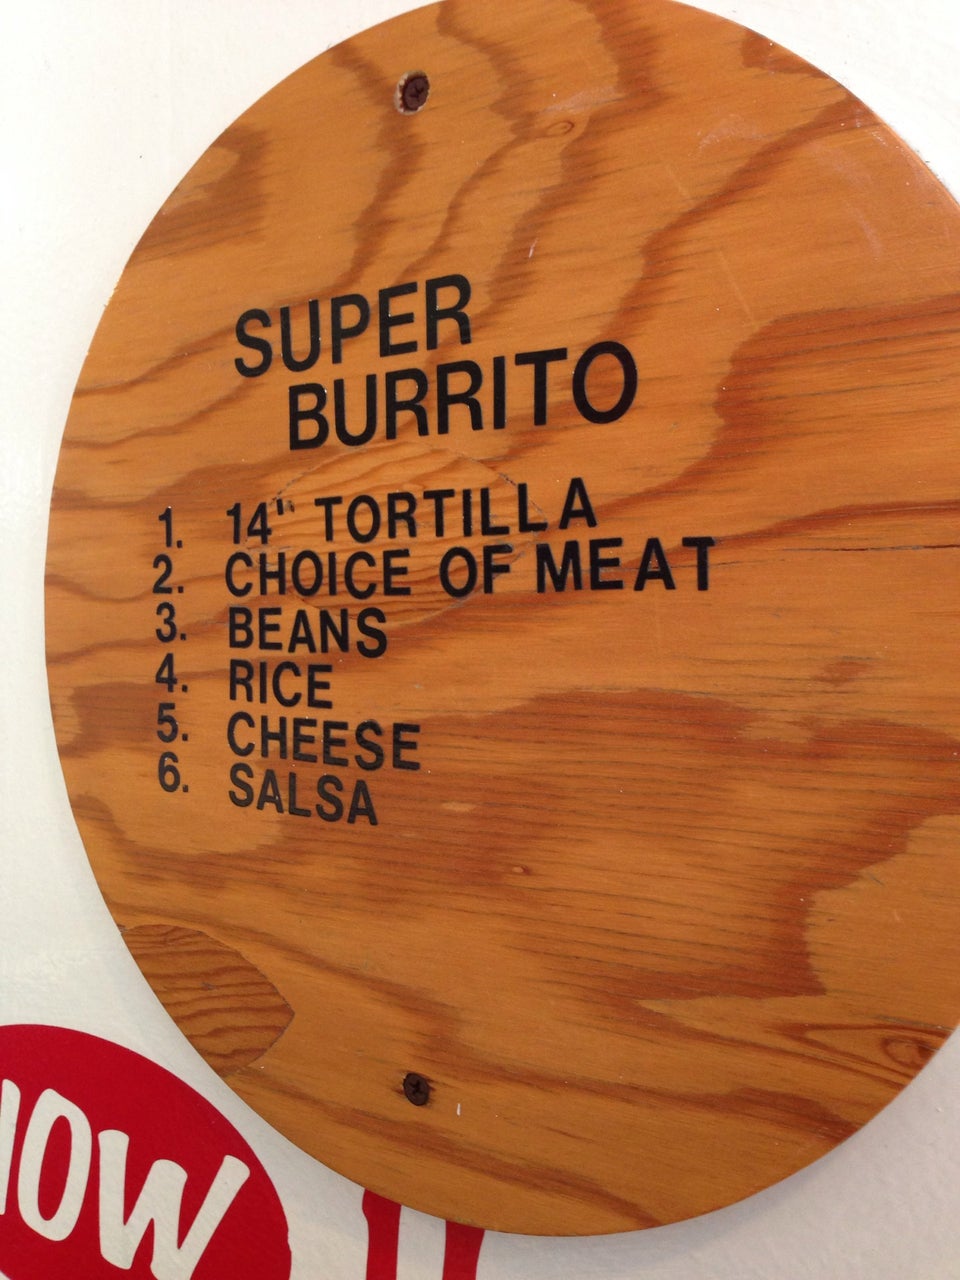 SUPER
BURRITO
1. 14" TORTILLA
2. CHOICE OF MEAT
3. BEANS
4. RICE
5. CHEESE
6. SALSA